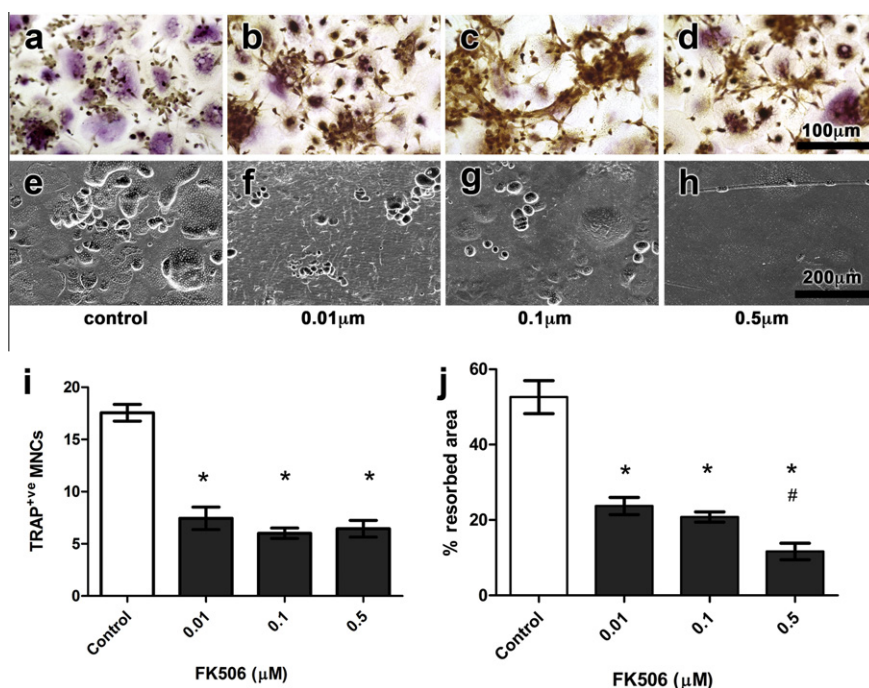 a b c d
100μm
e f g h
200μm
control 0.01μm 0.1μm 0.5μm
i
20
15
10
5
0
TRAP+ve MNCs
* * *
Control 0.01 0.1 0.5
FK506 (μM)
j
60
40
20
0
% resorbed area
* * *
#
Control 0.01 0.1 0.5
FK506 (μM)